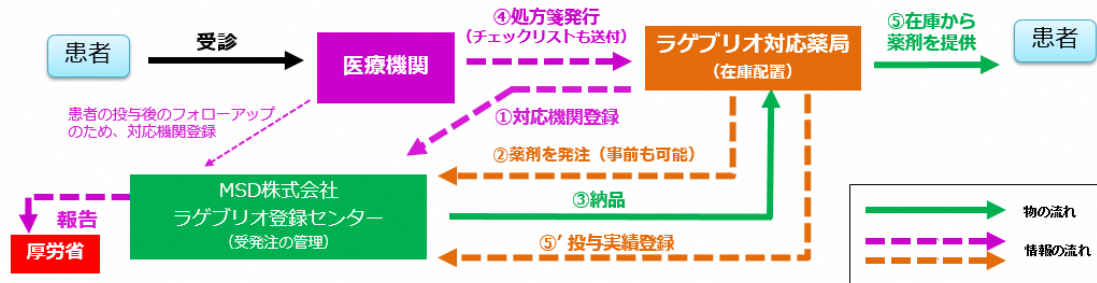 患者
受診
医療機関
④処方箋発行
(チェックリストも送付)
ラゲブリオ対応薬局
(在庫配置)
⑤在庫から
薬剤を提供
患者
患者の投与後のフォローアップ
のため、対応機関登録
①対応機関登録
②薬剤を発注(事前も可能)
MSD株式会社
ラゲブリオ登録センター
(受発注の管理)
③納品
⑤’投与実績登録
報告
厚労省
物の流れ
情報の流れ